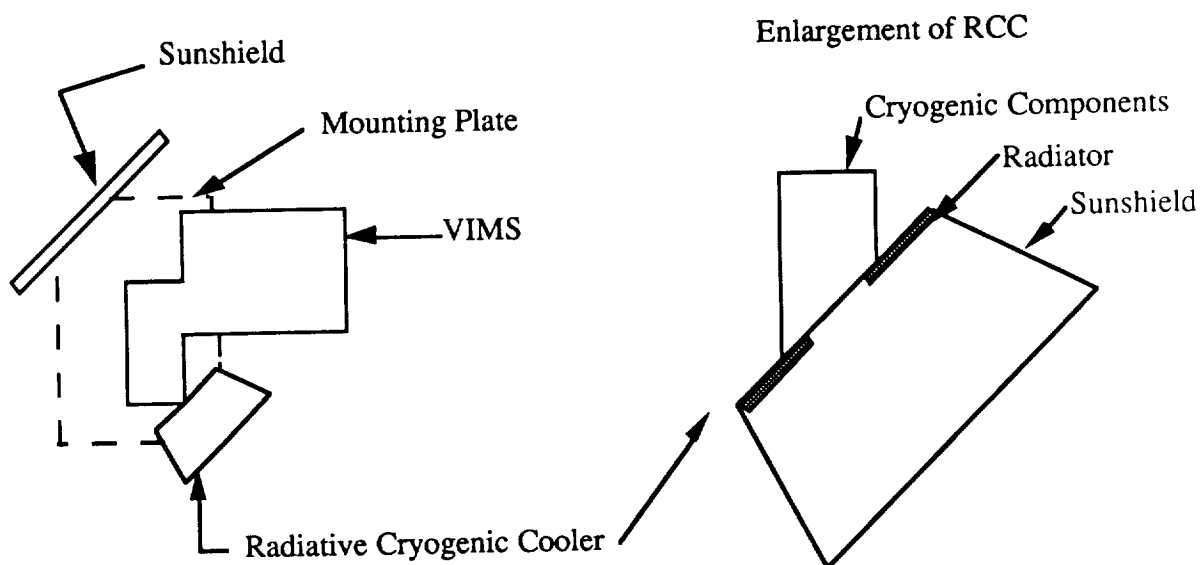 Sunshield
Mounting Plate
VIMS
Radiative Cryogenic Cooler
Enlargement of RCC
Cryogenic Components
Radiator
Sunshield